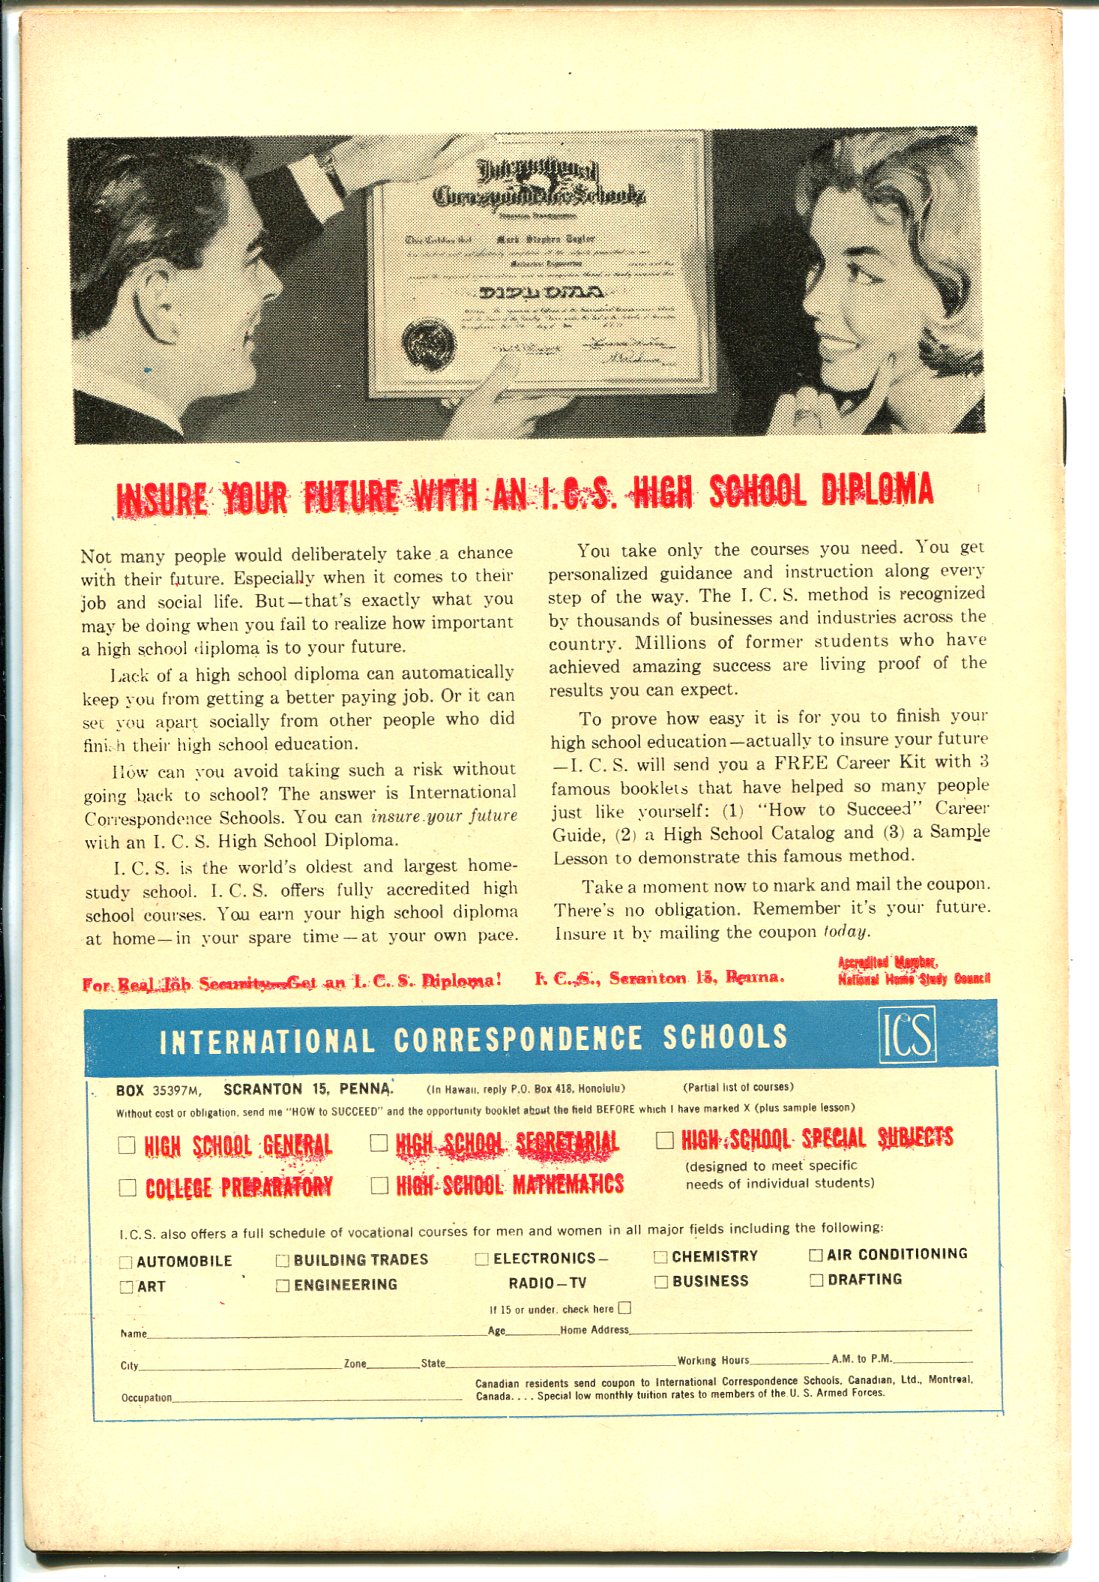 International
Correspondence Schools
This Certifies that Mark Stephen Taylor
Mechanical Engineering
DIPLOMA
INSURE YOUR FUTURE WITH AN I.C.S. HIGH SCHOOL DIPLOMA
Not many people would deliberately take a chance
with their future. Especially when it comes to their
job and social life. But—that's exactly what you
may be doing when you fail to realize how important
a high school diploma is to your future.
Lack of a high school diploma can automatically
keep you from getting a better paying job. Or it can
set you apart socially from other people who did
finish their high school education.
How can you avoid taking such a risk without
going back to school? The answer is International
Correspondence Schools. You can insure your future
with an I. C. S. High School Diploma.
I. C. S. is the world's oldest and largest home-
study school. I. C. S. offers fully accredited high
school courses. You earn your high school diploma
at home—in your spare time—at your own pace.
You take only the courses you need. You get
personalized guidance and instruction along every
step of the way. The I. C. S. method is recognized
by thousands of businesses and industries across the
country. Millions of former students who have
achieved amazing success are living proof of the
results you can expect.
To prove how easy it is for you to finish your
high school education—actually to insure your future
—I. C. S. will send you a FREE Career Kit with 3
famous booklets that have helped so many people
just like yourself: (1) "How to Succeed" Career
Guide, (2) a High School Catalog and (3) a Sample
Lesson to demonstrate this famous method.
Take a moment now to mark and mail the coupon.
There's no obligation. Remember it's your future.
Insure it by mailing the coupon today.
For Real Job Security—Get an I. C. S. Diploma! I. C. S., Scranton 15, Penna.
Accredited Member,
National Home Study Council
INTERNATIONAL CORRESPONDENCE SCHOOLS ICS
BOX 35397M, SCRANTON 15, PENNA. (In Hawaii, reply P.O. Box 418, Honolulu) (Partial list of courses)
Without cost or obligation, send me "HOW to SUCCEED" and the opportunity booklet about the field BEFORE which I have marked X (plus sample lesson)
HIGH SCHOOL GENERAL HIGH SCHOOL SECRETARIAL HIGH SCHOOL SPECIAL SUBJECTS
(designed to meet specific
COLLEGE PREPARATORY HIGH SCHOOL MATHEMATICS needs of individual students)
I.C.S. also offers a full schedule of vocational courses for men and women in all major fields including the following:
AUTOMOBILE BUILDING TRADES ELECTRONICS— CHEMISTRY AIR CONDITIONING
ART ENGINEERING RADIO—TV BUSINESS DRAFTING
If 15 or under, check here
Name Age Home Address
City Zone State Working Hours A.M. to P.M.
Canadian residents send coupon to International Correspondence Schools, Canadian, Ltd., Montreal,
Occupation Canada. . . . Special low monthly tuition rates to members of the U. S. Armed Forces.